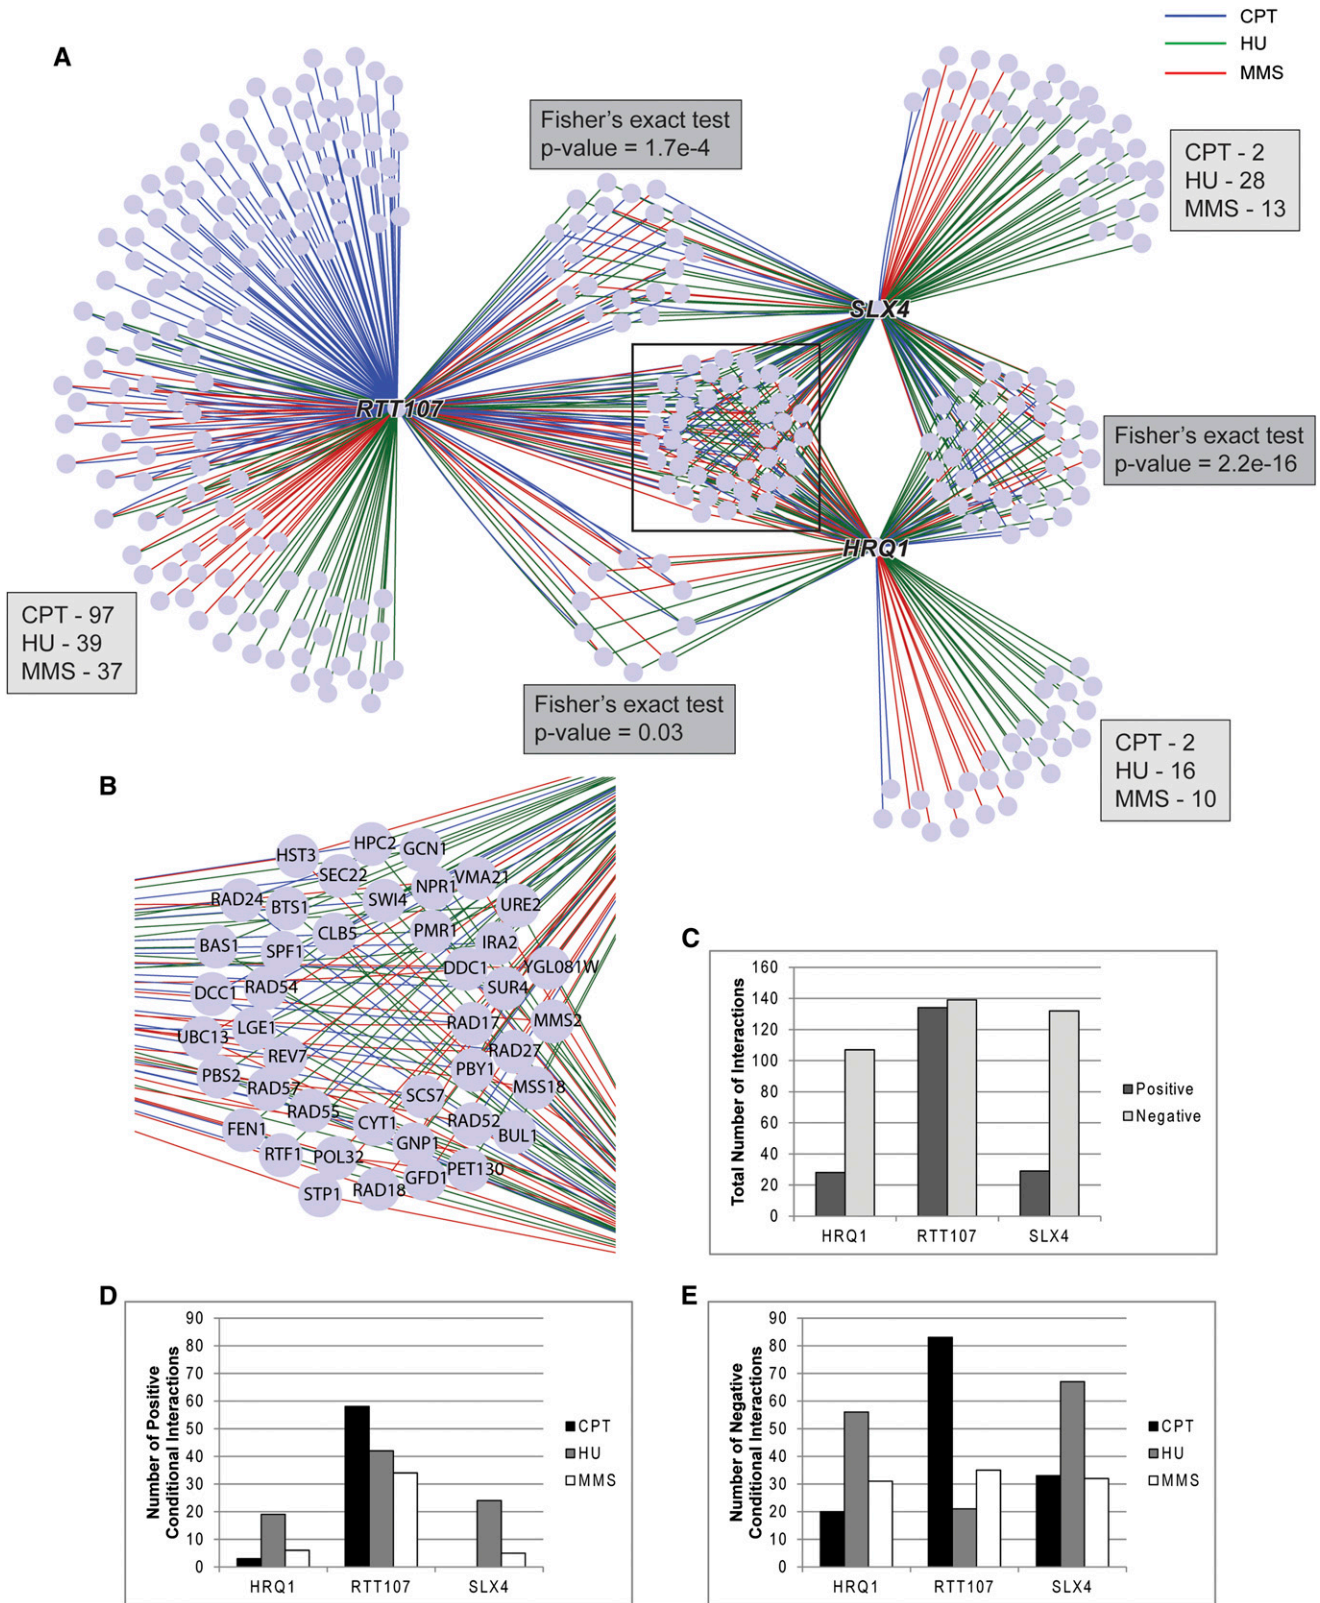 CPT
HU
MMS
A
Fisher's exact test
p-value = 1.7e-4
CPT - 2
HU - 28
MMS - 13
SLX4
RTT107
Fisher's exact test
p-value = 2.2e-16
HRQ1
CPT - 97
HU - 39
MMS - 37
Fisher's exact test
p-value = 0.03
CPT - 2
HU - 16
MMS - 10
B
HST3
HPC2
GCN1
SEC22
NPR1
VMA21
RAD24
BTS1
SWI4
URE2
BAS1
SPF1
CLB5
PMR1
IRA2
DDC1
YGL081W
DCC1
RAD54
SUR4
UBC13
LGE1
RAD17
MMS2
REV7
RAD27
PBS2
RAD57
PBY1
MSS18
SCS7
RAD55
FEN1
CYT1
RAD52
BUL1
RTF1
POL32
GNP1
STP1
RAD18
GFD1
PET130
C
Total Number of Interactions
160
140
120
100
80
60
40
20
0
HRQ1
RTT107
SLX4
Positive
Negative
D
Number of Positive
Conditional Interactions
90
80
70
60
50
40
30
20
10
0
HRQ1
RTT107
SLX4
CPT
HU
MMS
E
Number of Negative
Conditional Interactions
90
80
70
60
50
40
30
20
10
0
HRQ1
RTT107
SLX4
CPT
HU
MMS